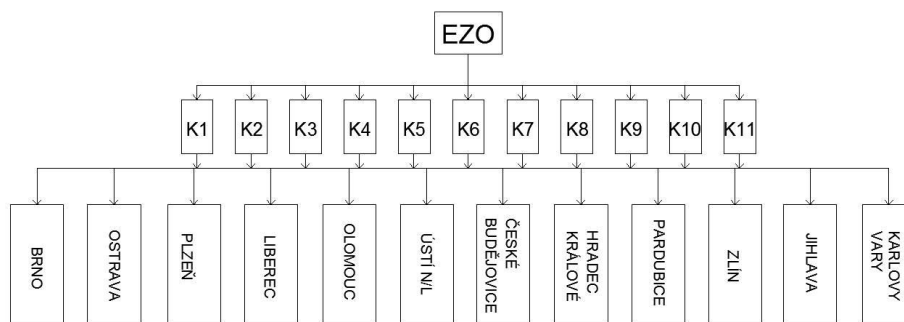 EZO
K1 K2 K3 K4 K5 K6 K7 K8 K9 K10 K11
BRNO
OSTRAVA
PLZEŇ
LIBEREC
OLOMOUC
ÚSTÍ N/L
ČESKÉ
BUDĚJOVICE
HRADEC
KRÁLOVÉ
PARDUBICE
ZLÍN
JIHLAVA
KARLOVY
VARY